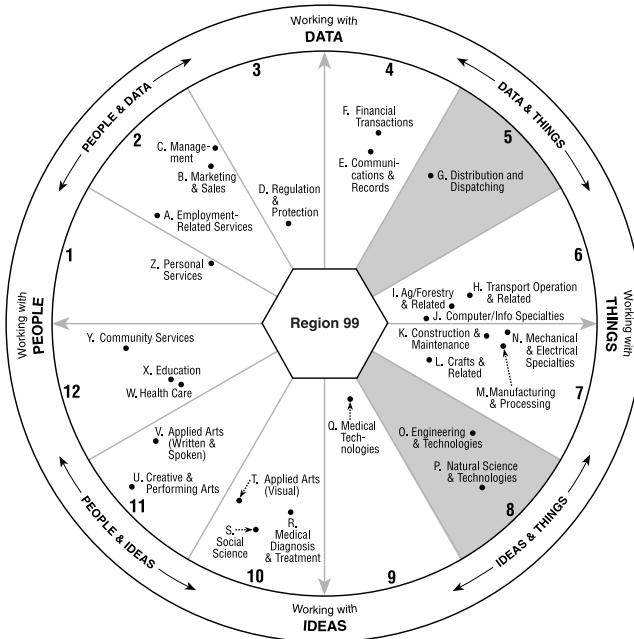 Working with
DATA
PEOPLE & DATA
DATA & THINGS
3
4
2
5
F. Financial
Transactions
C. Manage-
ment
E. Communi-
cations &
Records
B. Marketing
& Sales
G. Distribution and
Dispatching
D. Regulation
&
Protection
A. Employment-
Related Services
1
6
Z. Personal
Services
H. Transport Operation
& Related
I. Ag/Forestry
& Related
J. Computer/Info Specialties
Working with
PEOPLE
Region 99
THINGS
Working with
Y. Community Services
K. Construction &
Maintenance
N. Mechanical
& Electrical
Specialties
X. Education
W. Health Care
L. Crafts &
Related
M. Manufacturing
& Processing
12
7
Q. Medical
Tech-
nologies
V. Applied Arts
(Written &
Spoken)
O. Engineering
& Technologies
P. Natural Science
& Technologies
U. Creative &
Performing Arts
T. Applied Arts
(Visual)
11
8
S.
Social
Science
R.
Medical
Diagnosis
& Treatment
10
9
PEOPLE & IDEAS
IDEAS & THINGS
Working with
IDEAS